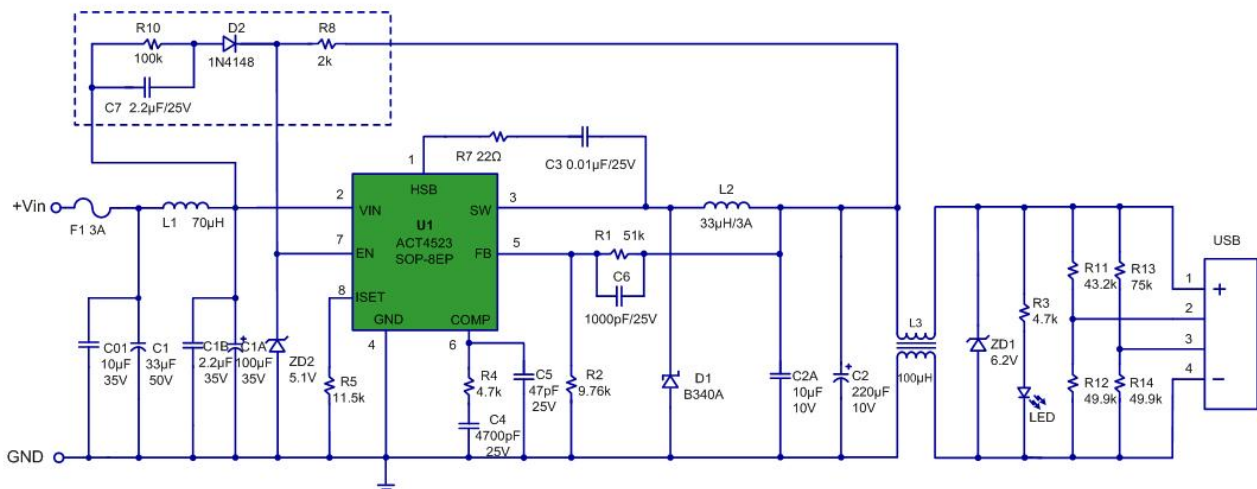 R10
100k
D2
1N4148
R8
2k
C7 2.2µF/25V
1
R7 22Ω
C3 0.01µF/25V
HSB
+Vin
F1 3A
L1 70µH
2
VIN
SW
3
L2
33µH/3A
U1
ACT4523
SOP-8EP
7
EN
FB
5
R1 51k
C6
1000pF/25V
8
ISET
GND
COMP
4
6
C01
10µF
35V
C1
33µF
50V
C1B
2.2µF
35V
C1A
100µF
35V
ZD2
5.1V
R5
11.5k
R4
4.7k
C4
4700pF
25V
C5
47pF
25V
R2
9.76k
D1
B340A
C2A
10µF
10V
C2
220µF
10V
L3
100µH
ZD1
6.2V
R3
4.7k
LED
R11
43.2k
R13
75k
R12
49.9k
R14
49.9k
USB
1
+
2
3
4
−
GND